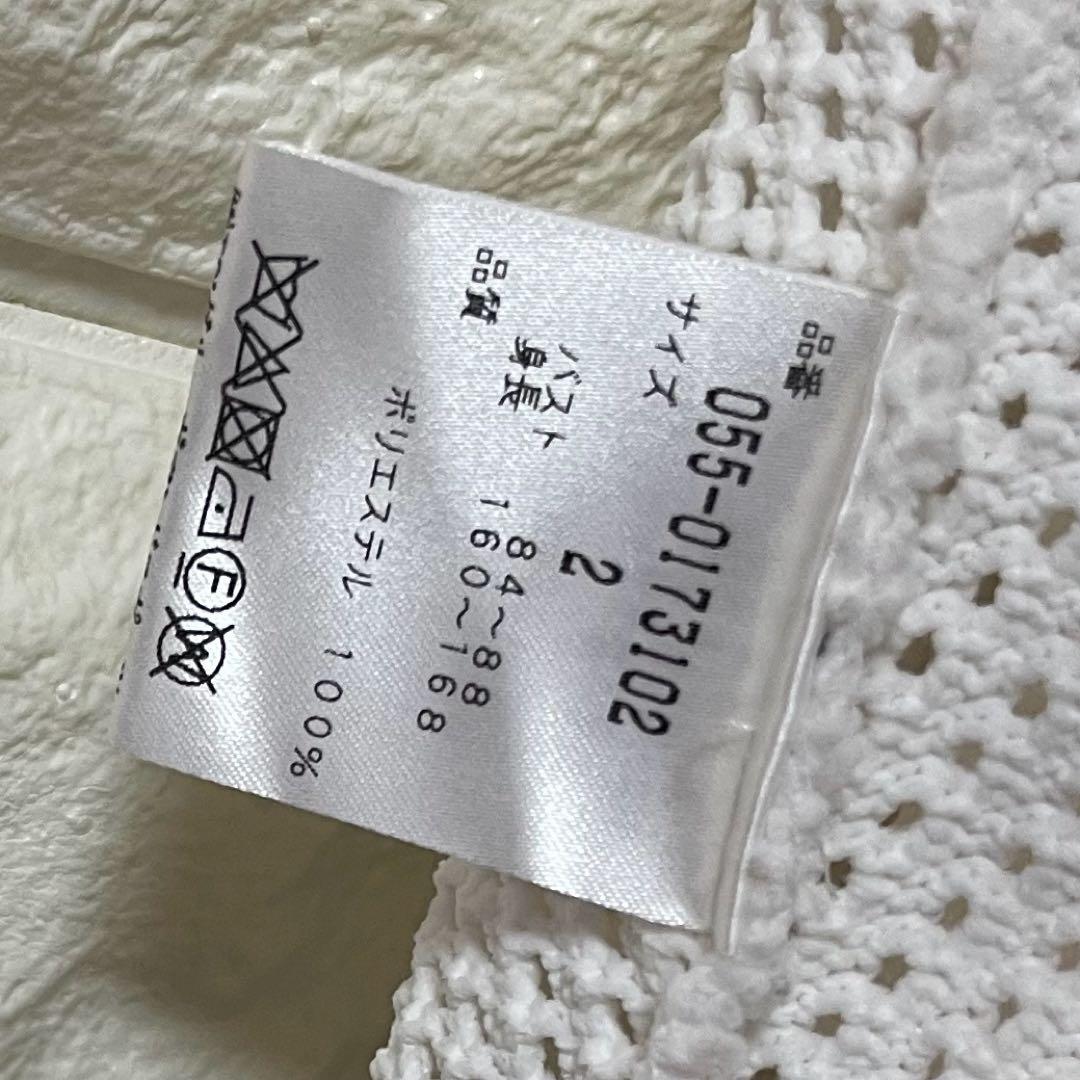 品番
055-0173102
サイズ 2
バスト 84～88
身長 160～168
品質
ポリエステル 100%
F
W